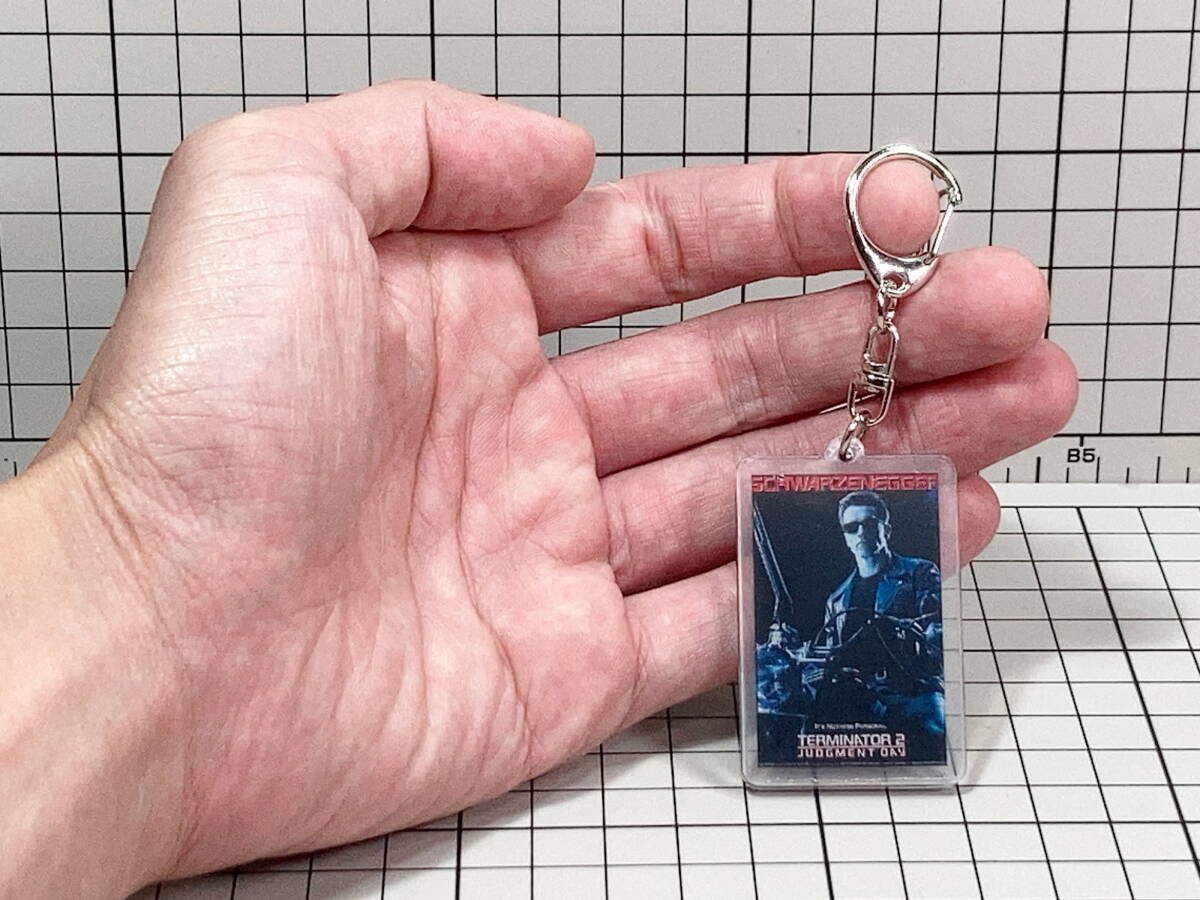 B5
SCHWARZENEGGER
IT'S NOTHING PERSONAL.
TERMINATOR 2
JUDGMENT DAY